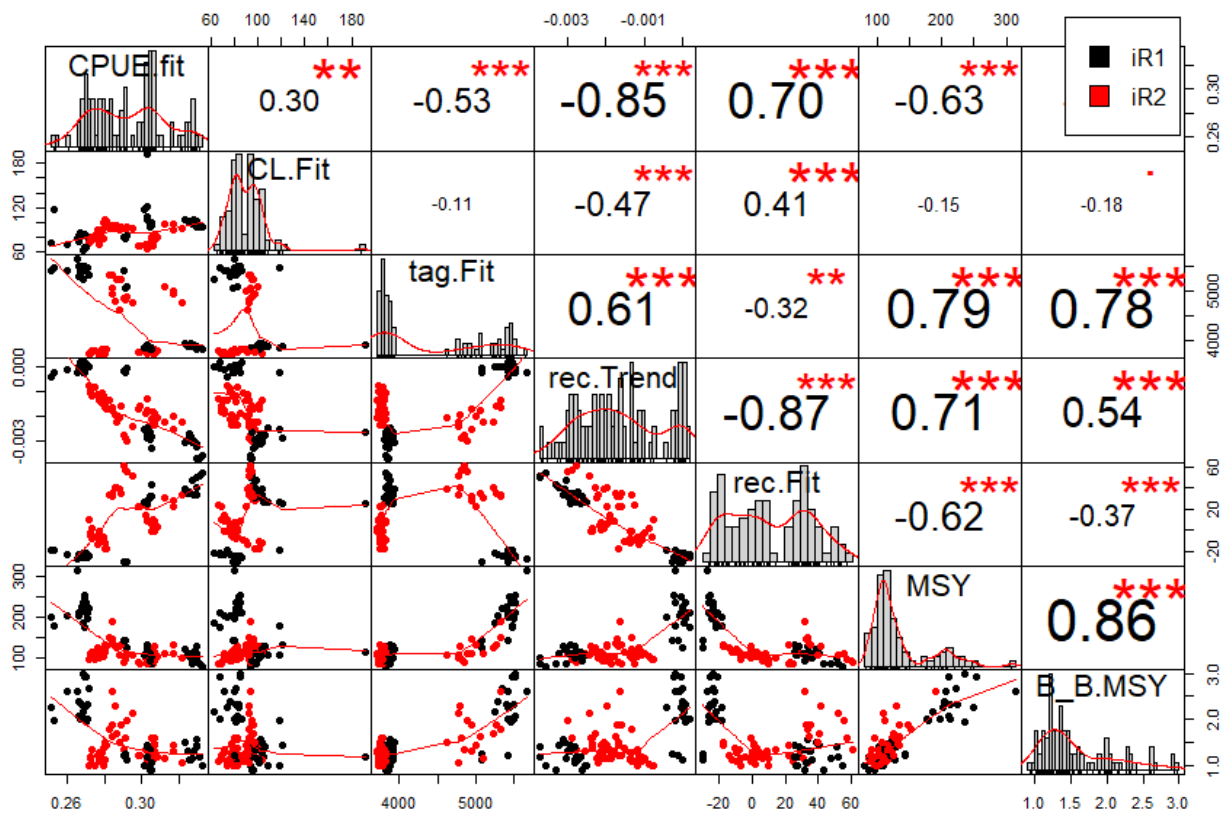 60 100 140 180 -0.003 -0.001 100 200 300
CPUE.fit 0.30 ** -0.53 *** -0.85 *** 0.70 *** -0.63 *** 0.26 0.30
iR1
iR2
60 120 180 CL.Fit -0.11 -0.47 *** 0.41 *** -0.15 -0.18 .
tag.Fit 0.61 *** -0.32 ** 0.79 *** 0.78 *** 4000 5000
-0.003 0.000 rec.Trend -0.87 *** 0.71 *** 0.54 ***
rec.Fit -0.62 *** -0.37 *** -20 20 60
100 200 300 MSY 0.86 ***
B_B.MSY 1.0 2.0 3.0
0.26 0.30 4000 5000 -20 0 20 40 60 1.0 1.5 2.0 2.5 3.0